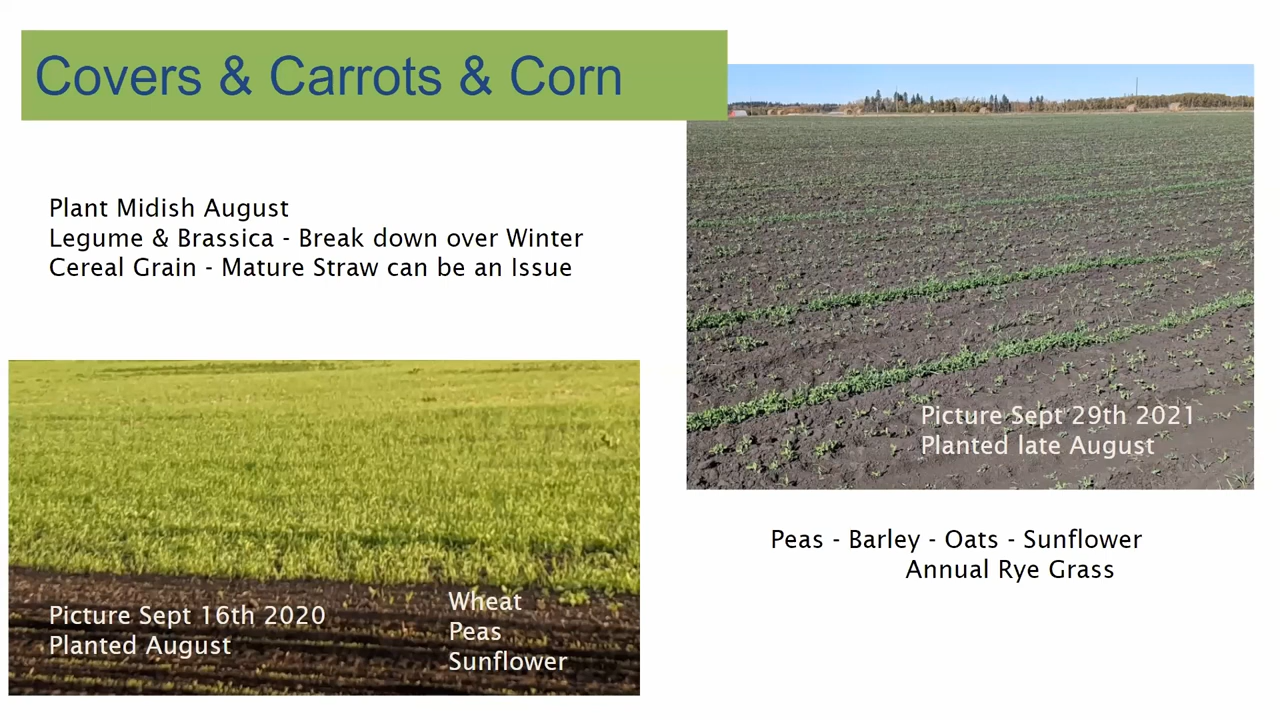 Covers & Carrots & Corn
Plant Midish August
Legume & Brassica - Break down over Winter
Cereal Grain - Mature Straw can be an Issue
Picture Sept 29th 2021
Planted late August
Peas - Barley - Oats - Sunflower
Annual Rye Grass
Picture Sept 16th 2020
Planted August
Wheat
Peas
Sunflower